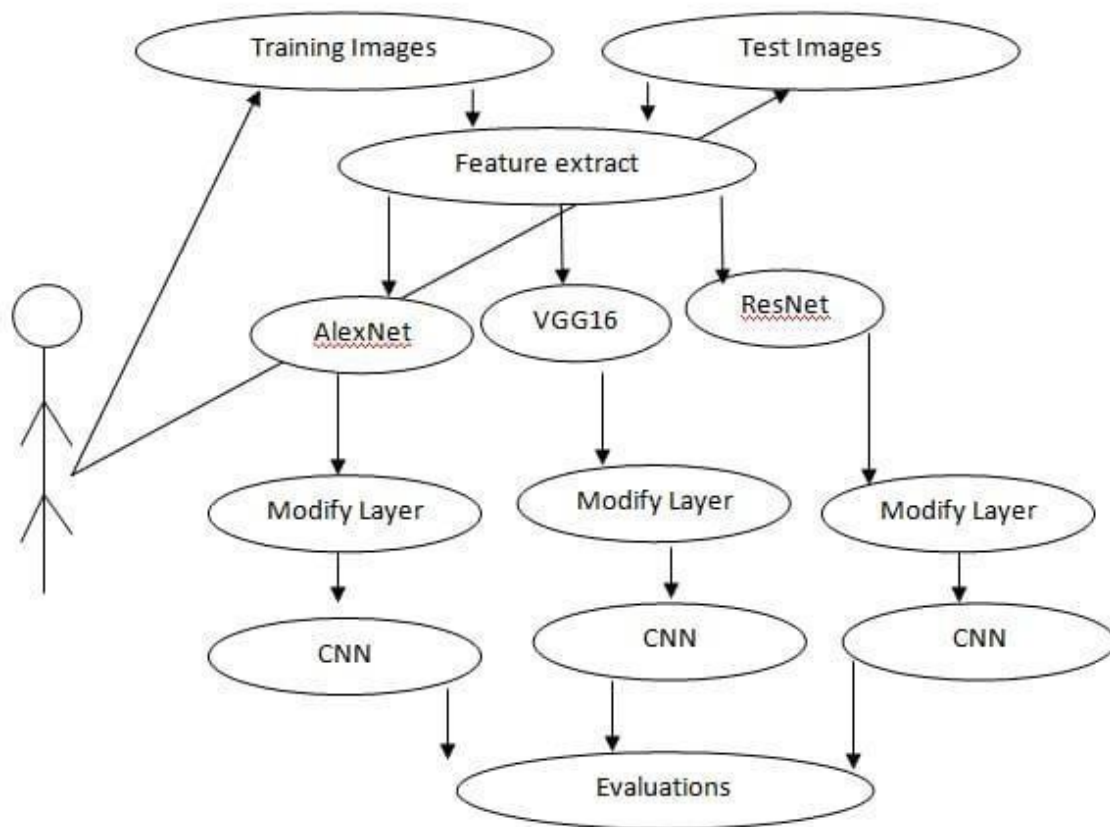 Training Images
Test Images
Feature extract
AlexNet
VGG16
ResNet
Modify Layer
Modify Layer
Modify Layer
CNN
CNN
CNN
Evaluations